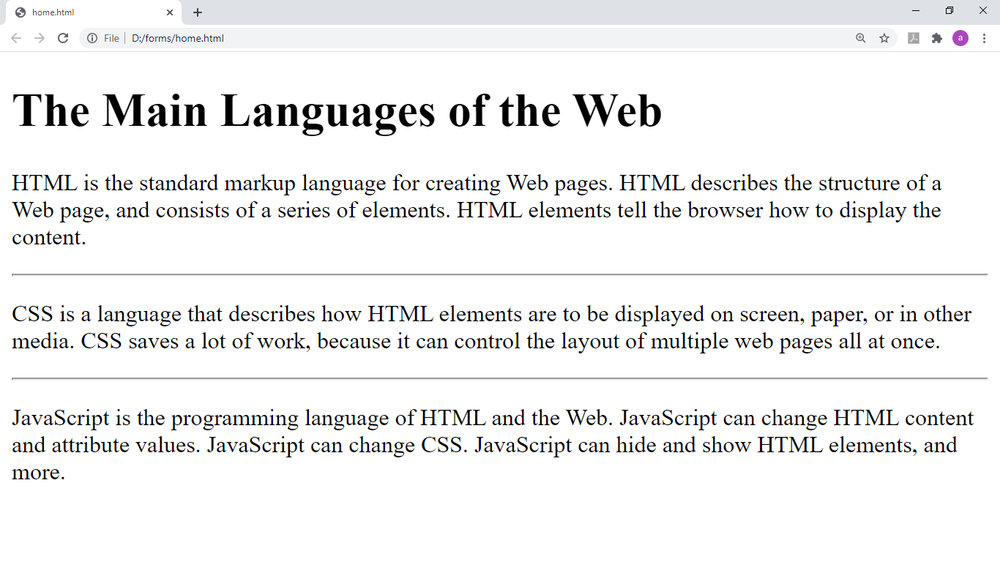 home.html
File D:/forms/home.html
a
The Main Languages of the Web
HTML is the standard markup language for creating Web pages. HTML describes the structure of a
Web page, and consists of a series of elements. HTML elements tell the browser how to display the
content.
CSS is a language that describes how HTML elements are to be displayed on screen, paper, or in other
media. CSS saves a lot of work, because it can control the layout of multiple web pages all at once.
JavaScript is the programming language of HTML and the Web. JavaScript can change HTML content
and attribute values. JavaScript can change CSS. JavaScript can hide and show HTML elements, and
more.